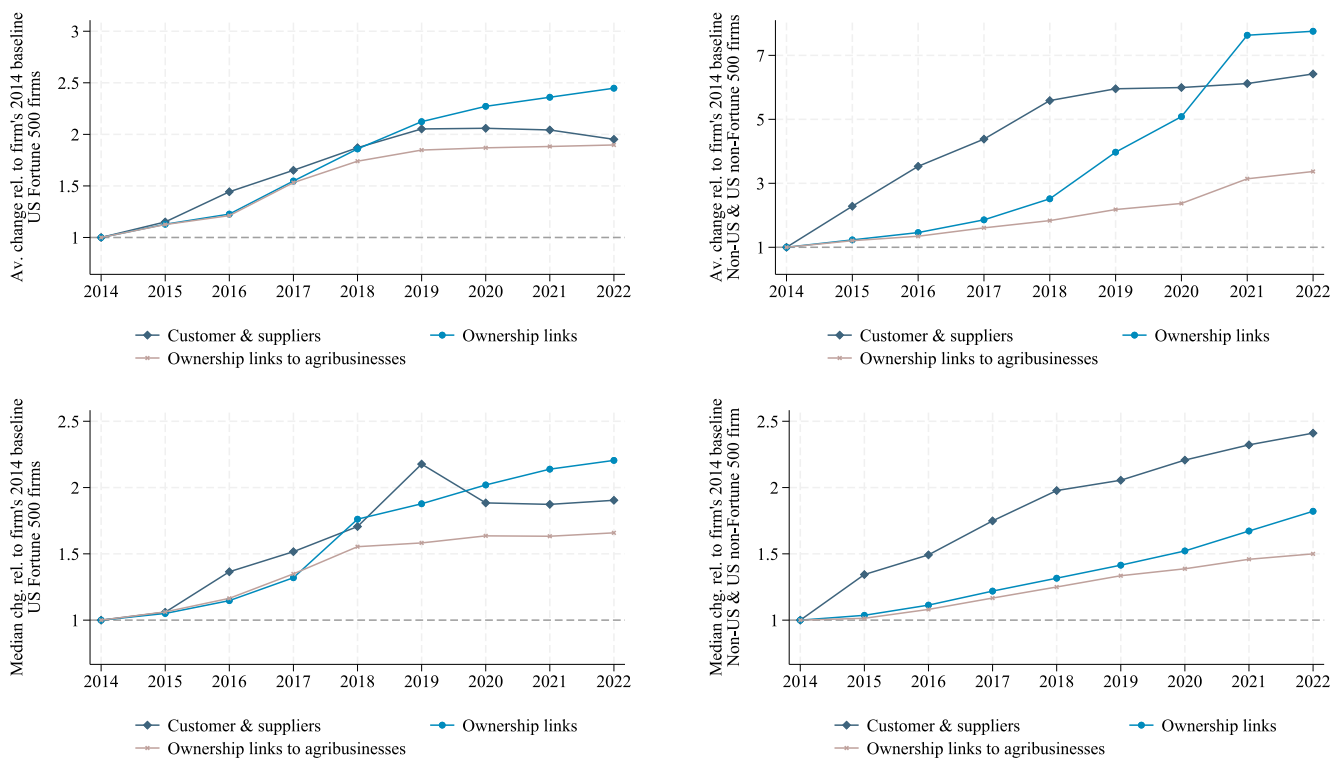 Av. change rel. to firm's 2014 baseline
US Fortune 500 firms
3
2.5
2
1.5
1
2014 2015 2016 2017 2018 2019 2020 2021 2022
Customer & suppliers
Ownership links
Ownership links to agribusinesses
Av. change rel. to firm's 2014 baseline
Non-US & US non-Fortune 500 firms
7
5
3
1
2014 2015 2016 2017 2018 2019 2020 2021 2022
Customer & suppliers
Ownership links
Ownership links to agribusinesses
Median chg. rel. to firm's 2014 baseline
US Fortune 500 firms
2.5
2
1.5
1
2014 2015 2016 2017 2018 2019 2020 2021 2022
Customer & suppliers
Ownership links
Ownership links to agribusinesses
Median chg. rel. to firm's 2014 baseline
Non-US & US non-Fortune 500 firm
2.5
2
1.5
1
2014 2015 2016 2017 2018 2019 2020 2021 2022
Customer & suppliers
Ownership links
Ownership links to agribusinesses